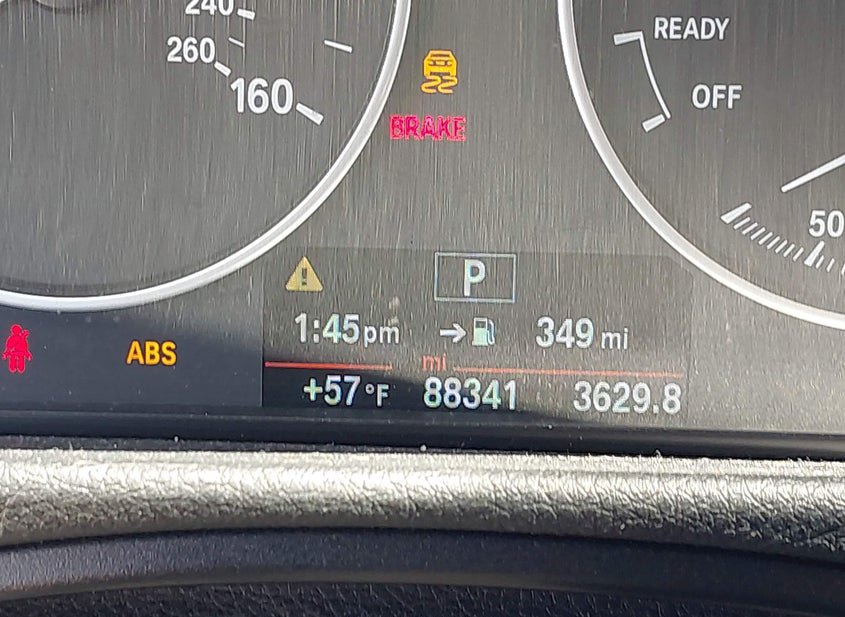 240
260
160
READY
OFF
50
BRAKE
P
1:45pm 349 mi
ABS
mi
+57°F 88341 3629.8